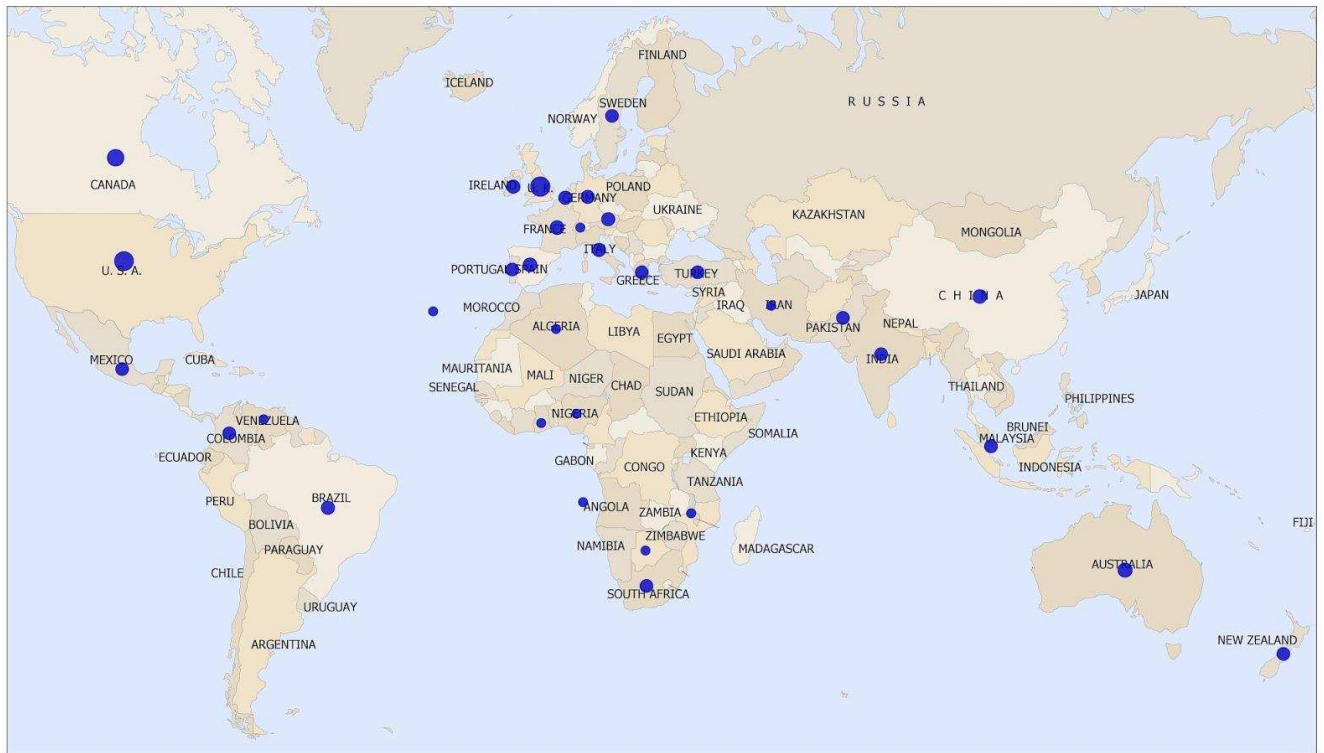 FINLAND
ICELAND
R U S S I A
SWEDEN
NORWAY
CANADA
IRELAND
U. K.
POLAND
GERMANY
UKRAINE
KAZAKHSTAN
FRANCE
MONGOLIA
ITALY
U. S. A.
PORTUGAL
SPAIN
TURKEY
GREECE
SYRIA
C H I N A
JAPAN
MOROCCO
IRAQ
IRAN
ALGERIA
LIBYA
EGYPT
PAKISTAN
NEPAL
MEXICO
CUBA
SAUDI ARABIA
INDIA
MAURITANIA
MALI
NIGER
CHAD
SENEGAL
SUDAN
THAILAND
PHILIPPINES
VENEZUELA
NIGERIA
ETHIOPIA
BRUNEI
COLOMBIA
SOMALIA
MALAYSIA
ECUADOR
GABON
KENYA
CONGO
INDONESIA
TANZANIA
PERU
BRAZIL
ANGOLA
ZAMBIA
BOLIVIA
FIJI
ZIMBABWE
PARAGUAY
NAMIBIA
MADAGASCAR
CHILE
AUSTRALIA
SOUTH AFRICA
URUGUAY
NEW ZEALAND
ARGENTINA